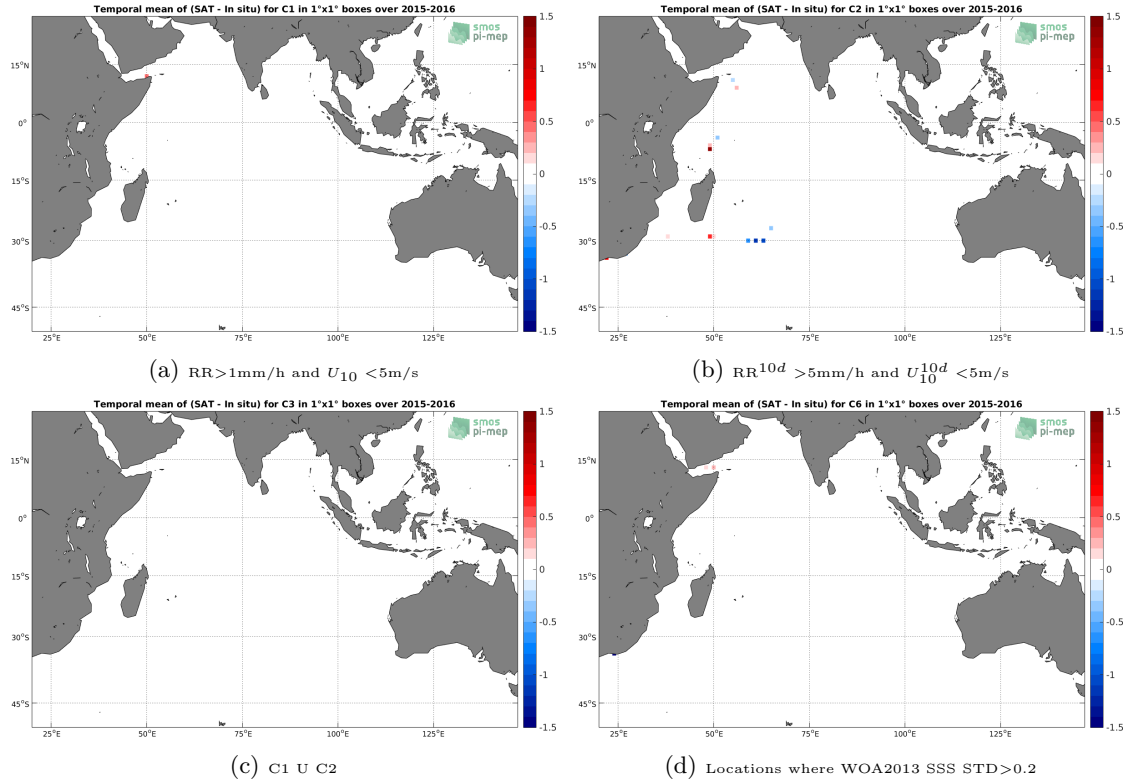 Temporal mean of (SAT - In situ) for C1 in 1°x1° boxes over 2015-2016
smos
pi-mep
15°N
0°
15°S
30°S
45°S
25°E
50°E
75°E
100°E
125°E
1.5
1
0.5
0
-0.5
-1
-1.5
(a) RR>1mm/h and U10 <5m/s
Temporal mean of (SAT - In situ) for C2 in 1°x1° boxes over 2015-2016
smos
pi-mep
15°N
0°
15°S
30°S
45°S
25°E
50°E
75°E
100°E
125°E
1.5
1
0.5
0
-0.5
-1
-1.5
(b) RR10d >5mm/h and U10d10 <5m/s
Temporal mean of (SAT - In situ) for C3 in 1°x1° boxes over 2015-2016
smos
pi-mep
15°N
0°
15°S
30°S
45°S
25°E
50°E
75°E
100°E
125°E
1.5
1
0.5
0
-0.5
-1
-1.5
(c) C1 U C2
Temporal mean of (SAT - In situ) for C6 in 1°x1° boxes over 2015-2016
smos
pi-mep
15°N
0°
15°S
30°S
45°S
25°E
50°E
75°E
100°E
125°E
1.5
1
0.5
0
-0.5
-1
-1.5
(d) Locations where WOA2013 SSS STD>0.2